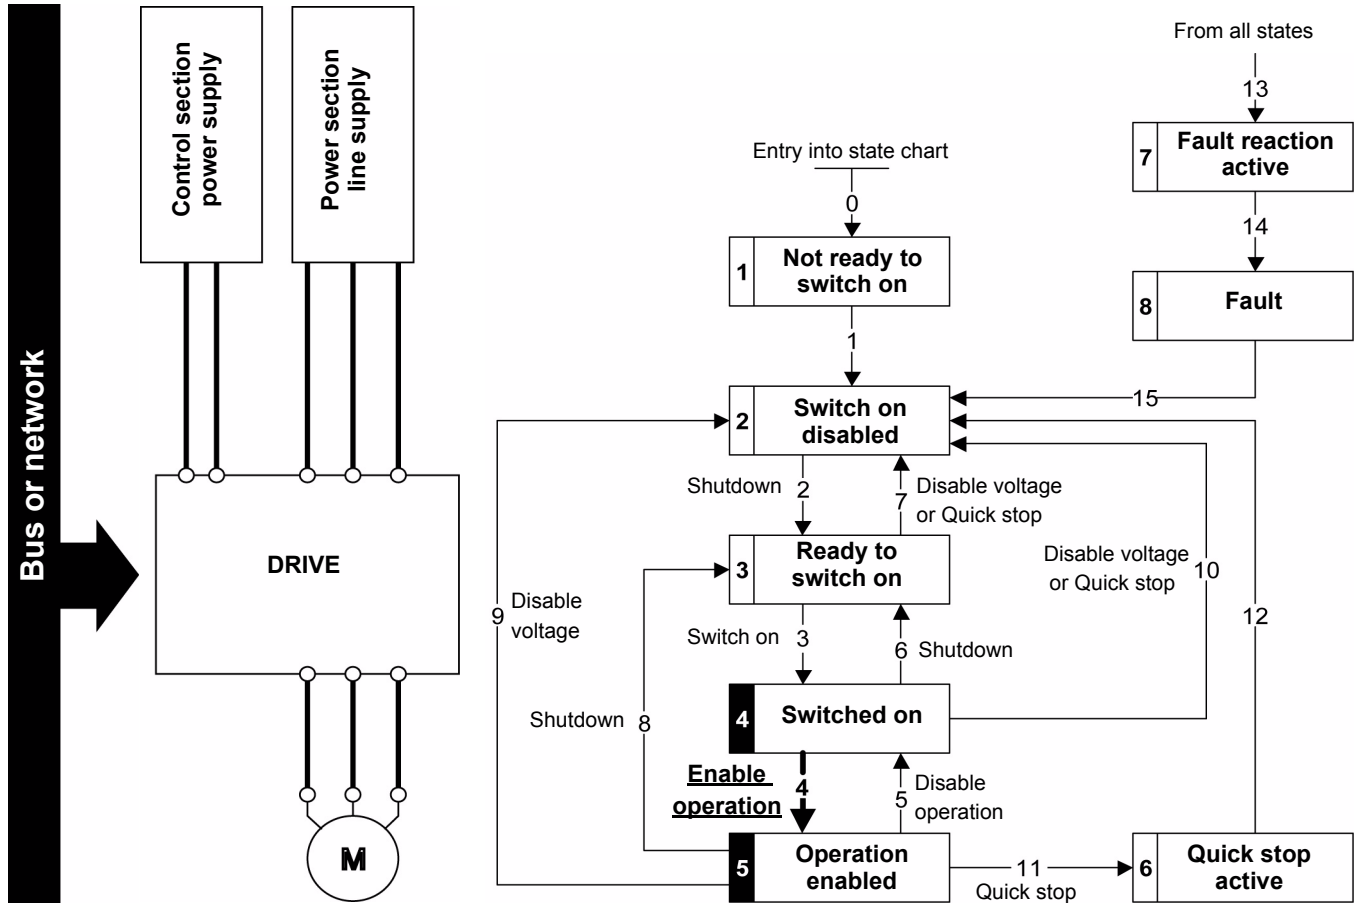 Bus or network
Control section
power supply
Power section
line supply
DRIVE
M
From all states
13
7
Fault reaction
active
14
8
Fault
15
Entry into state chart
0
1
Not ready to
switch on
1
2
Switch on
disabled
Shutdown
2
7
Disable voltage
or Quick stop
3
Ready to
switch on
Disable voltage
or Quick stop
10
12
9
Disable
voltage
Switch on
3
6
Shutdown
4
Switched on
Shutdown
8
Enable
operation
4
5
Disable
operation
5
Operation
enabled
11
Quick stop
6
Quick stop
active